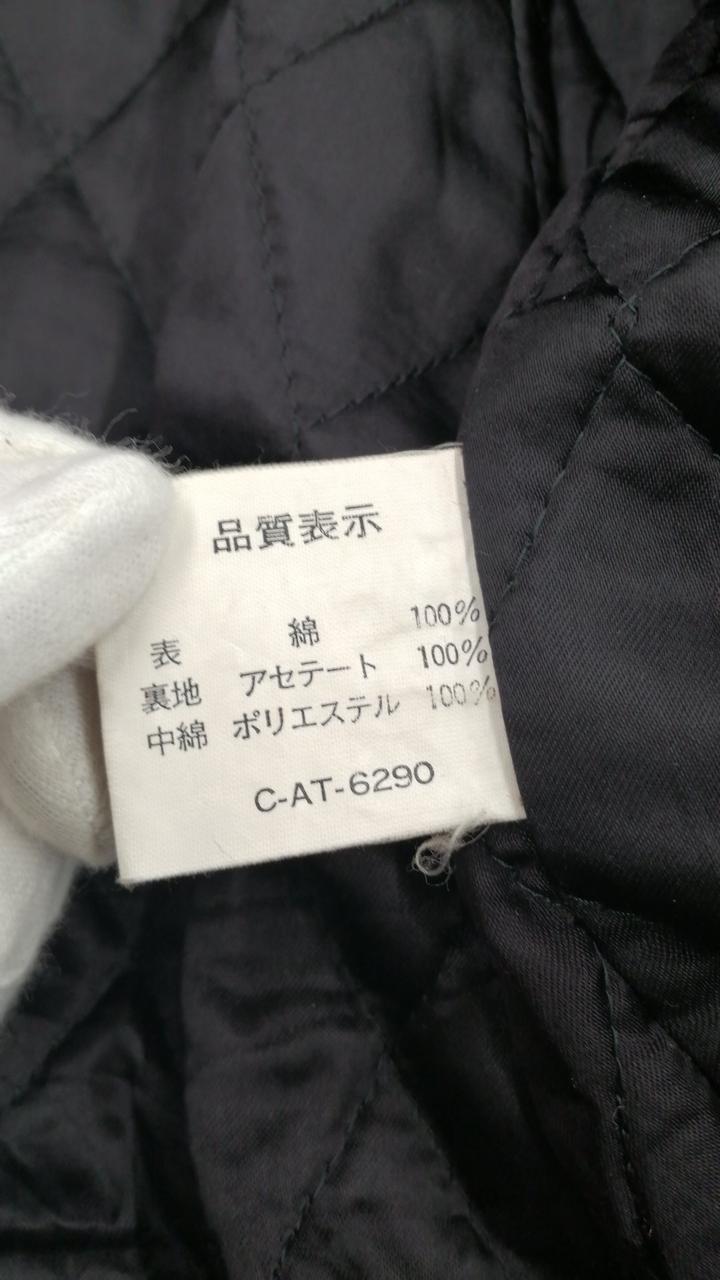 品質表示
表 綿 100%
裏地 アセテート 100%
中綿 ポリエステル 100%
C-AT-6290